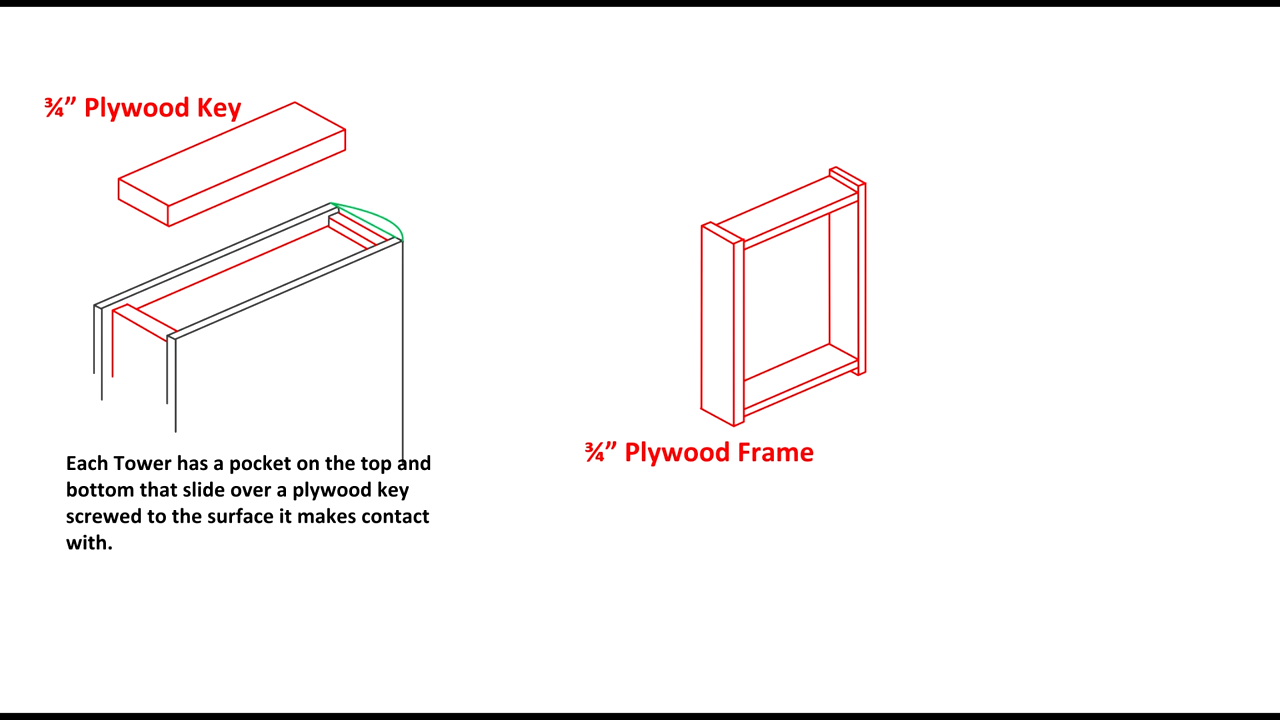 ¾” Plywood Key
Each Tower has a pocket on the top and
bottom that slide over a plywood key
screwed to the surface it makes contact
with.
¾” Plywood Frame